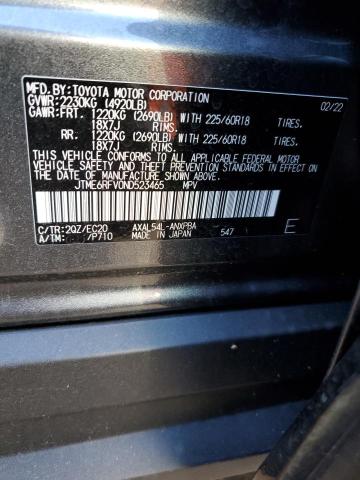 MFD.BY:TOYOTA MOTOR CORPORATION 02/22
GVWR:2230KG (4920LB)
GAWR:FRT. 1220KG (2690LB) WITH 225/60R18 TIRES.
18X7J RIMS.
RR. 1220KG (2690LB) WITH 225/60R18 TIRES.
18X7J RIMS.
THIS VEHICLE CONFORMS TO ALL APPLICABLE FEDERAL MOTOR
VEHICLE SAFETY AND THEFT PREVENTION STANDARDS IN EFFECT
ON THE DATE OF MANUFACTURE SHOWN ABOVE.
JTME6RFV0ND523465 MPV
C/TR:2QZ/EC20 AXAL54L-ANXPBA E
A/TM: /P710 MADE IN JAPAN 547